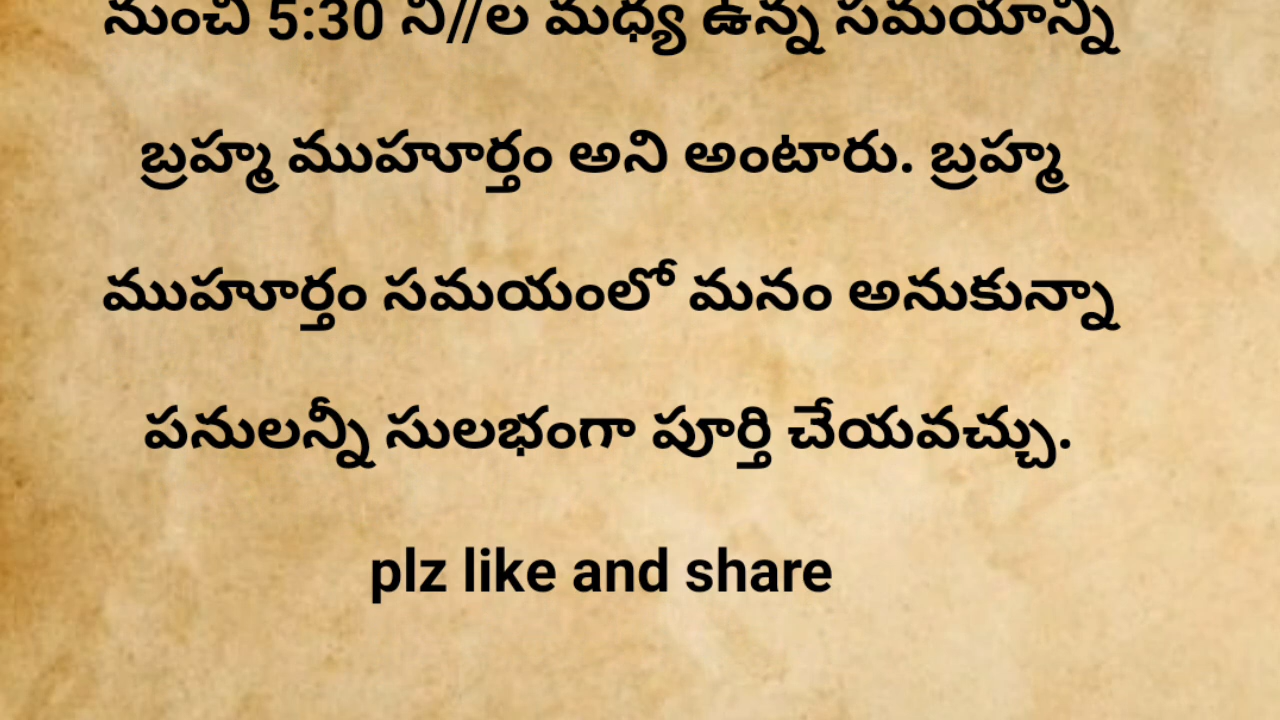 నుంచి 5:30 ని//ల మధ్య ఉన్న సమయాన్ని
బ్రహ్మ ముహూర్తం అని అంటారు. బ్రహ్మ
ముహూర్తం సమయంలో మనం అనుకున్నా
పనులన్నీ సులభంగా పూర్తి చేయవచ్చు.
plz like and share